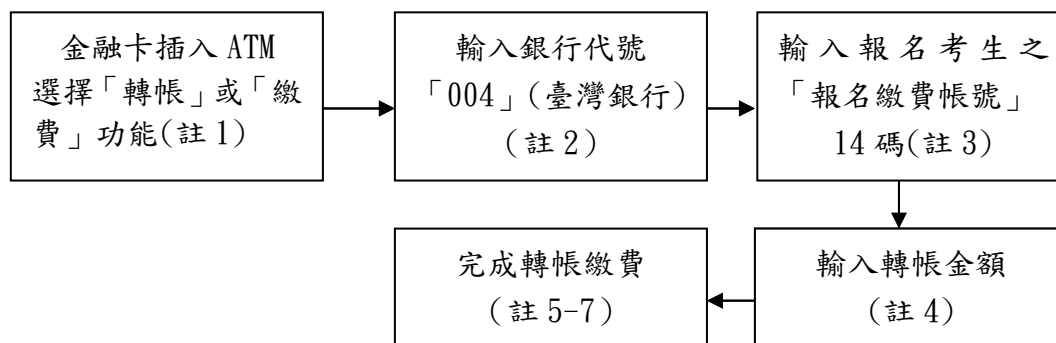 金融卡插入 ATM
選擇「轉帳」或「繳
費」功能(註 1)
輸入銀行代號
「004」(臺灣銀行)
(註 2)
輸入報名考生之
「報名繳費帳號」
14 碼(註 3)
輸入轉帳金額
(註 4)
完成轉帳繳費
(註 5-7)